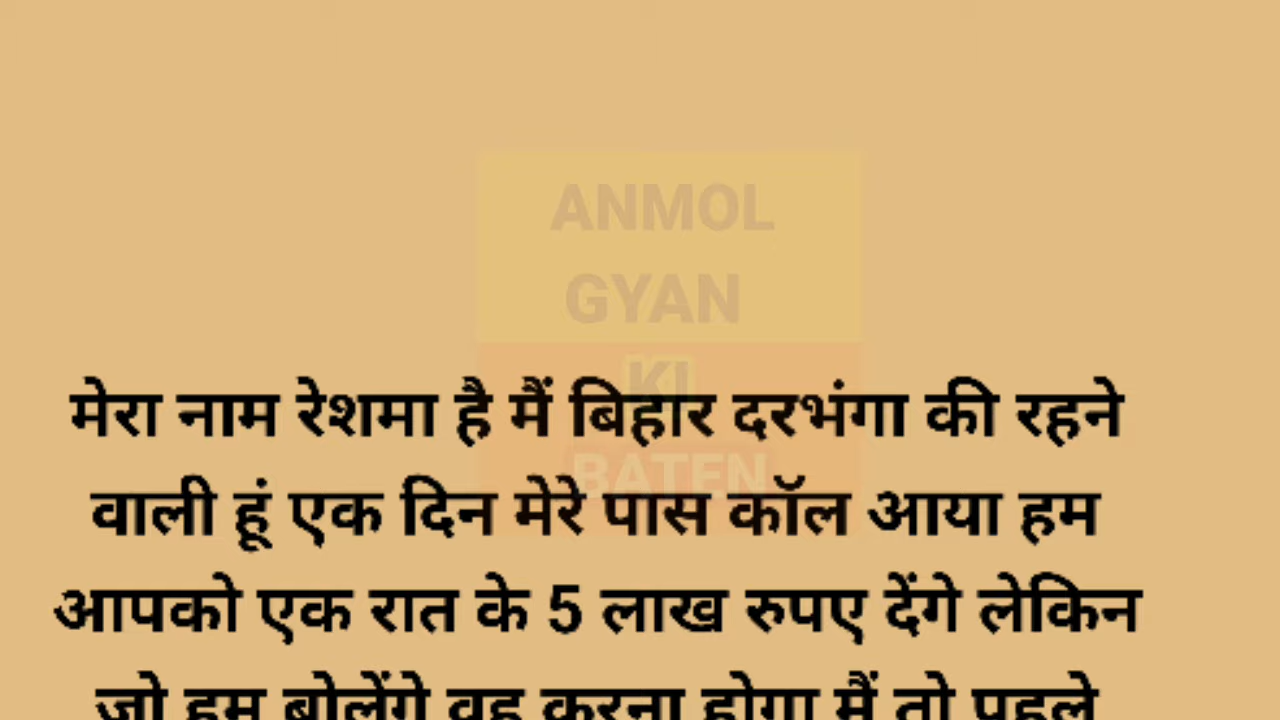 ANMOL
GYAN
KI
BATEN
मेरा नाम रेशमा है मैं बिहार दरभंगा की रहने
वाली हूं एक दिन मेरे पास कॉल आया हम
आपको एक रात के 5 लाख रुपए देंगे लेकिन
जो हम बोलेंगे वह करना होगा मैं तो पहले